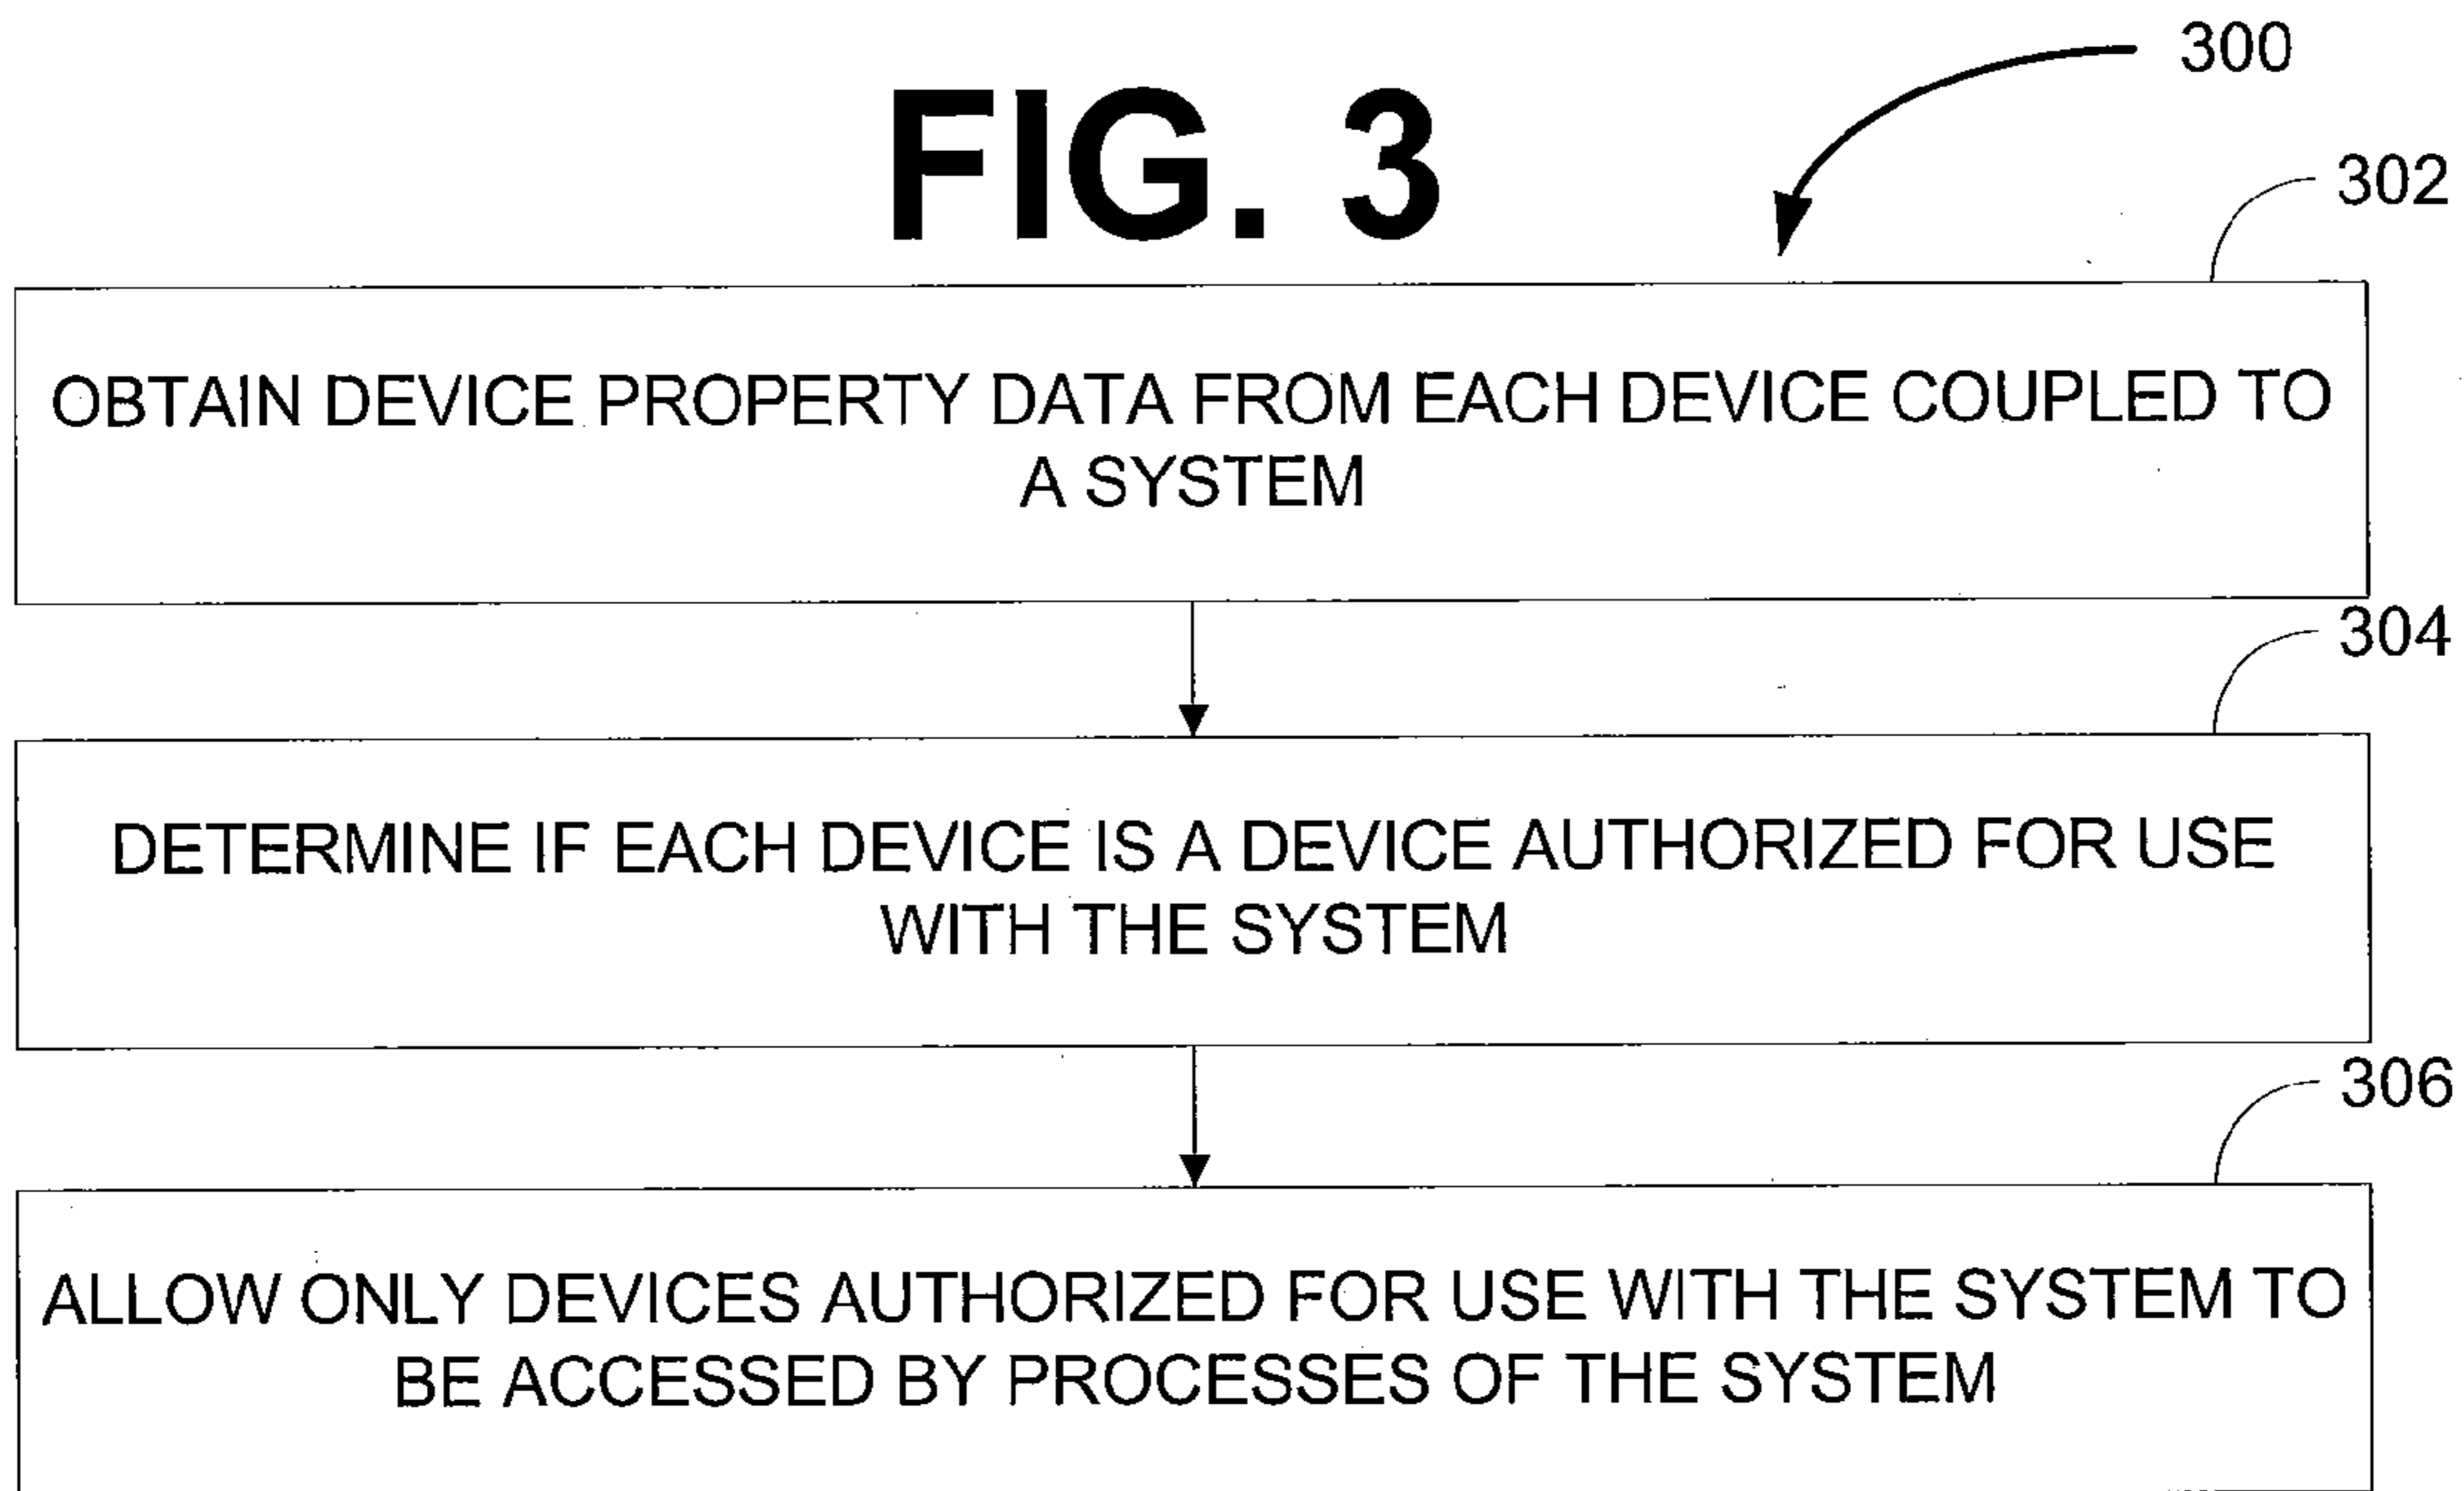 300
FIG. 3
302
OBTAIN DEVICE PROPERTY DATA FROM EACH DEVICE COUPLED TO
A SYSTEM
304
DETERMINE IF EACH DEVICE IS A DEVICE AUTHORIZED FOR USE
WITH THE SYSTEM
306
ALLOW ONLY DEVICES AUTHORIZED FOR USE WITH THE SYSTEM TO
BE ACCESSED BY PROCESSES OF THE SYSTEM